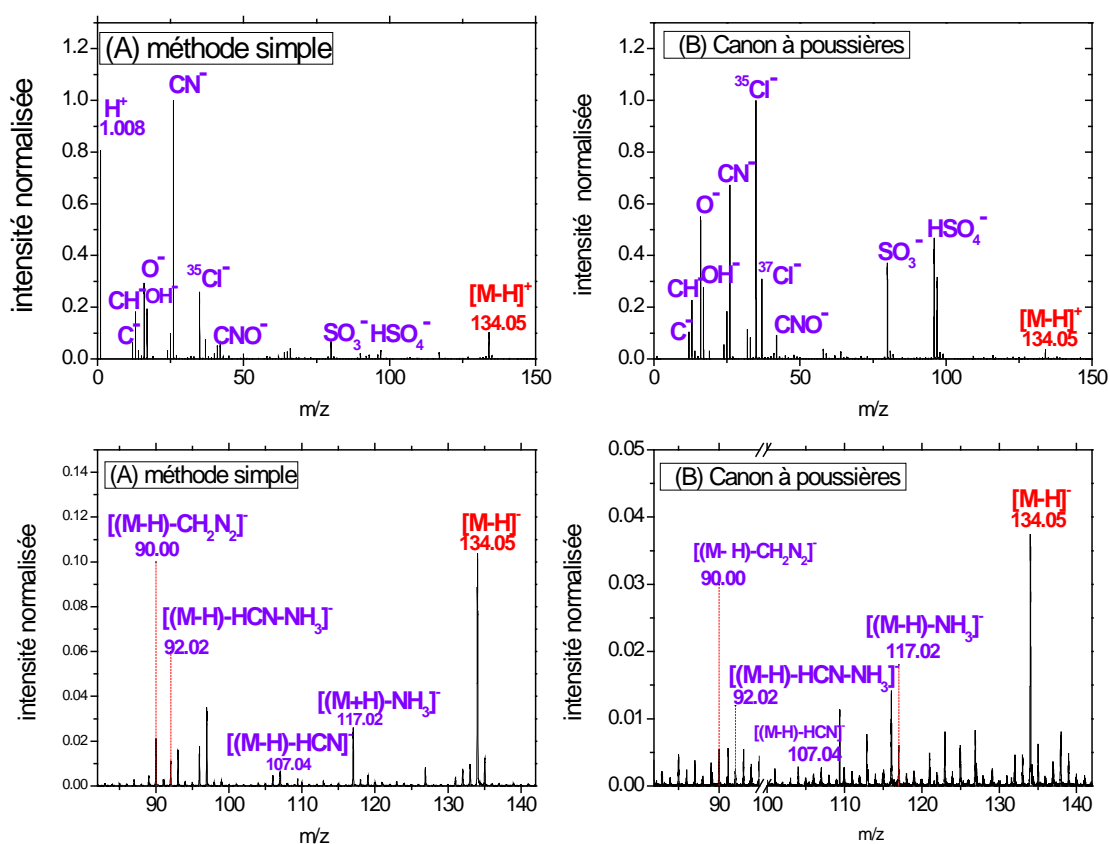 (A) méthode simple
intensité normalisée
1.2
1.0
0.8
0.6
0.4
0.2
0.0
H⁺
1.008
CN⁻
O⁻
CH⁻
OH⁻
C⁻
³⁵Cl⁻
CNO⁻
SO₃⁻
HSO₄⁻
[M-H]⁺
134.05
0
50
100
150
m/z
(B) Canon à poussières
intensité normalisée
1.2
1.0
0.8
0.6
0.4
0.2
0.0
³⁵Cl⁻
CN⁻
O⁻
CH⁻
OH⁻
C⁻
³⁷Cl⁻
CNO⁻
SO₃⁻
HSO₄⁻
[M-H]⁺
134.05
0
50
100
150
m/z
(A) méthode simple
intensité normalisée
0.14
0.12
0.10
0.08
0.06
0.04
0.02
0.00
[(M-H)-CH₂N₂]⁻
90.00
[(M-H)-HCN-NH₃]⁻
92.02
[(M-H)-HCN]⁻
107.04
[(M+H)-NH₃]⁻
117.02
[M-H]⁻
134.05
90
100
110
120
130
140
m/z
(B) Canon à poussières
intensité normalisée
0.05
0.04
0.03
0.02
0.01
0.00
[(M- H)-CH₂N₂]⁻
90.00
[(M-H)-HCN-NH₃]⁻
92.02
[(M-H)-HCN]⁻
107.04
[(M-H)-NH₃]⁻
117.02
[M-H]⁻
134.05
90
100
110
120
130
140
m/z